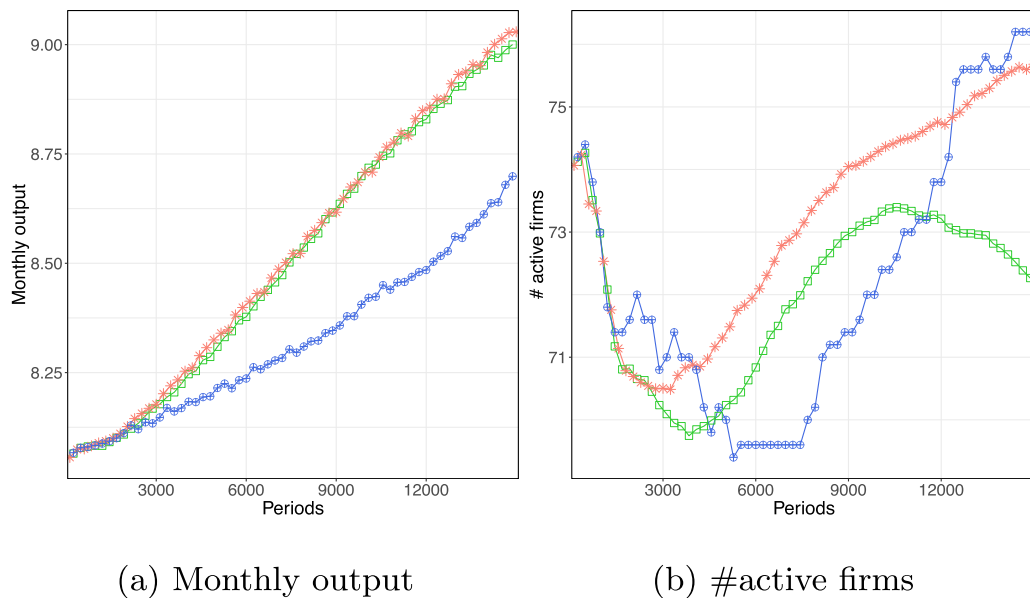 Monthly output
9.00
8.75
8.50
8.25
3000 6000 9000 12000
Periods
(a) Monthly output
# active firms
75
73
71
3000 6000 9000 12000
Periods
(b) #active firms